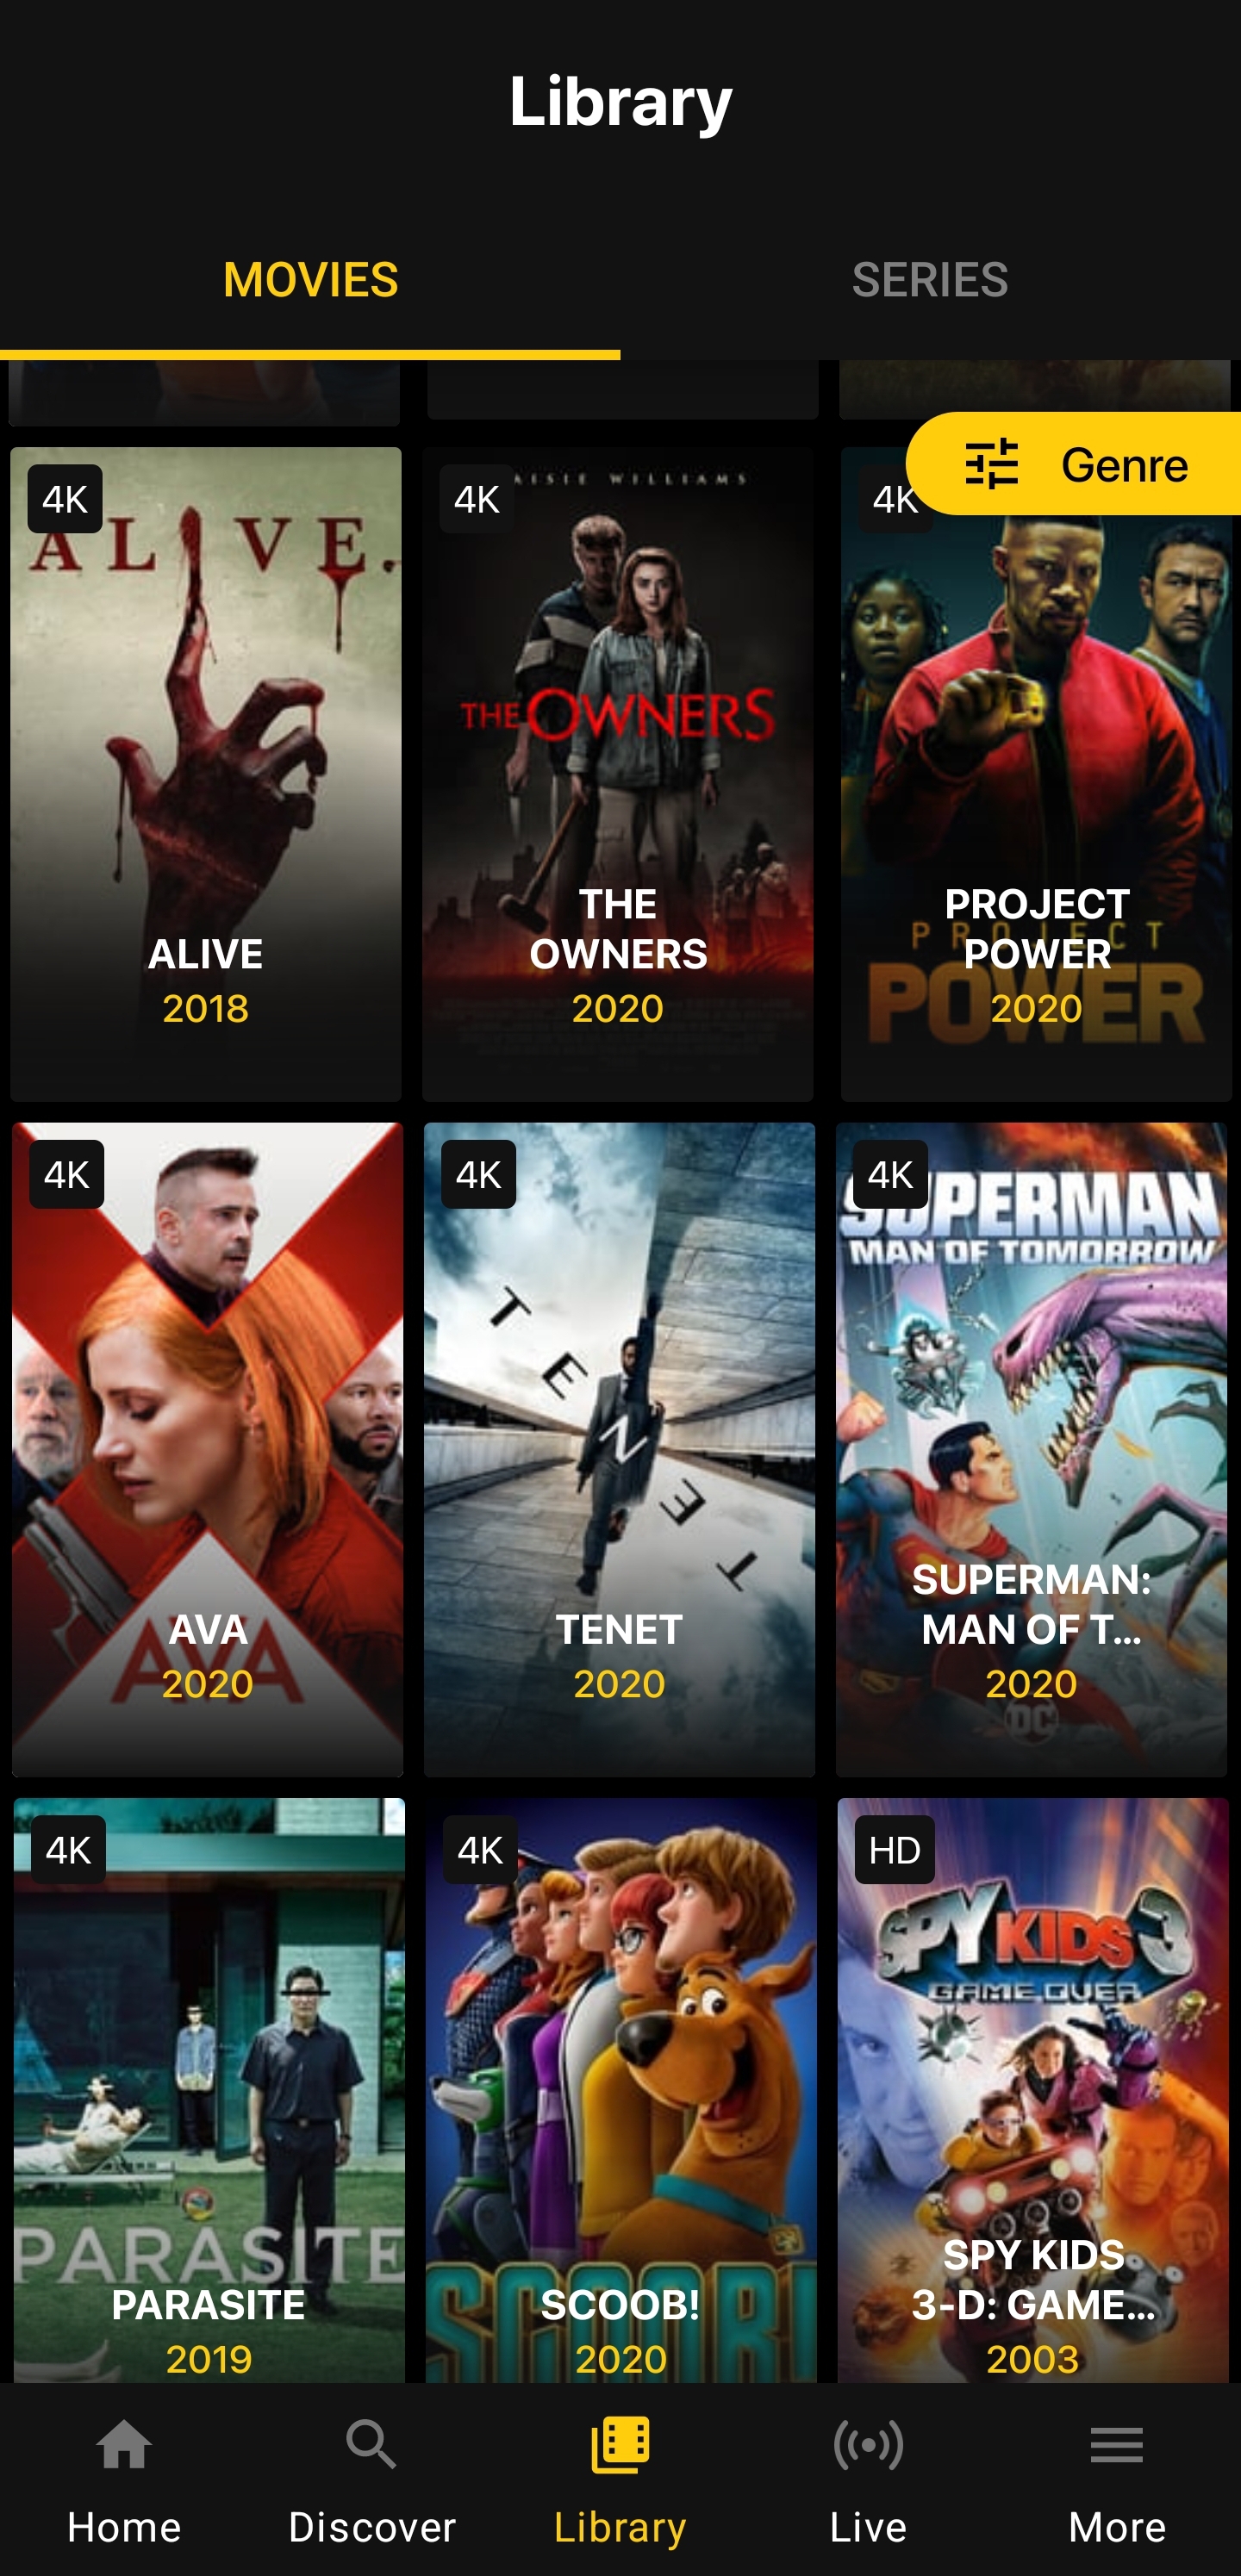 Library
MOVIES
SERIES
Genre
4K
ALIVE.
ALIVE
2018
4K
AISIE WILLIAMS
THE OWNERS
THE
OWNERS
2020
4K
PROJECT
POWER
PROJECT
POWER
2020
4K
AVA
AVA
2020
4K
TENET
TENET
2020
4K
SUPERMAN
MAN OF TOMORROW
SUPERMAN:
MAN OF T...
2020
DC
4K
PARASITE
PARASITE
2019
4K
SCOOB!
SCOOB!
2020
HD
SPY KIDS 3
GAME OVER
SPY KIDS
3-D: GAME...
2003
Home
Discover
Library
Live
More